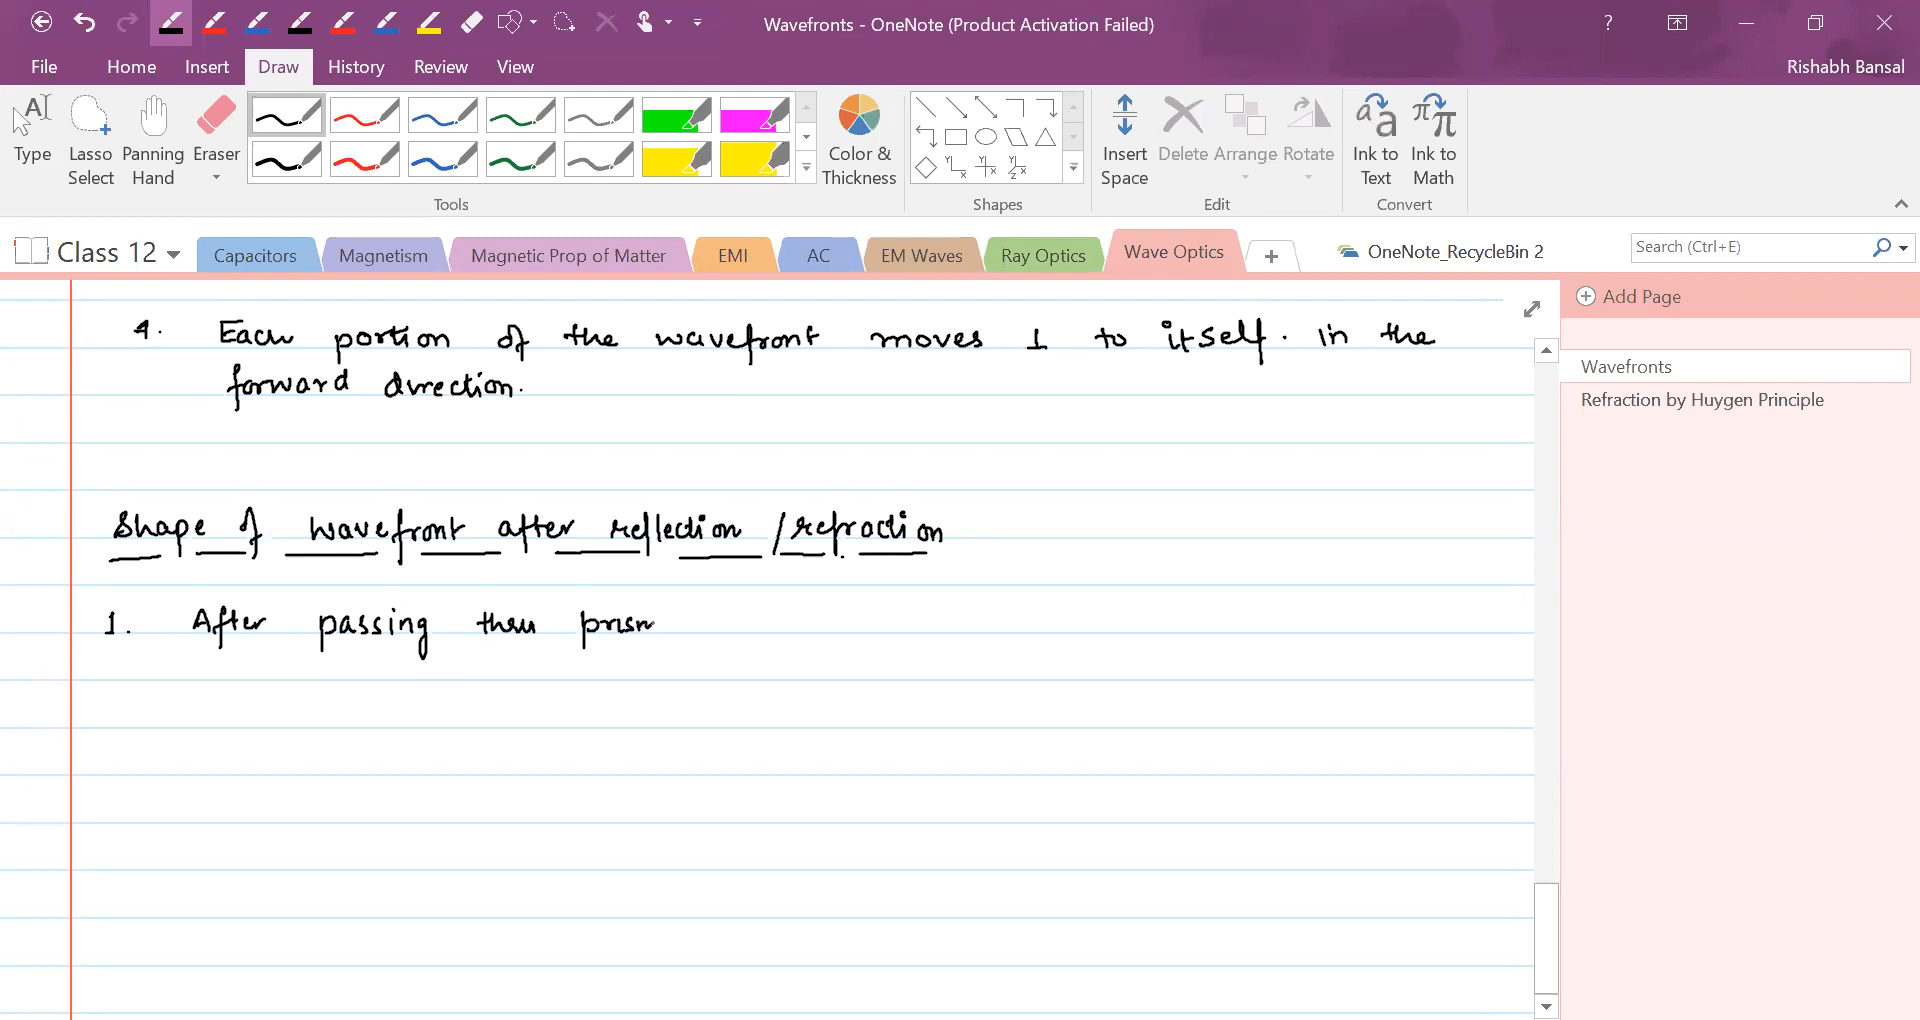 Wavefronts - OneNote (Product Activation Failed)
?
File Home Insert Draw History Review View
Rishabh Bansal
Type
Lasso Select
Panning Hand
Eraser
Color & Thickness
Insert Space
Delete
Arrange
Rotate
Ink to Text
Ink to Math
Tools
Shapes
Edit
Convert
Class 12
Capacitors
Magnetism
Magnetic Prop of Matter
EMI
AC
EM Waves
Ray Optics
Wave Optics
OneNote_RecycleBin 2
Search (Ctrl+E)
Add Page
Wavefronts
Refraction by Huygen Principle
4. Each portion of the wavefront moves ⊥ to itself. in the
forward direction.
Shape of wavefront after reflection /refraction
1. After passing thru prism